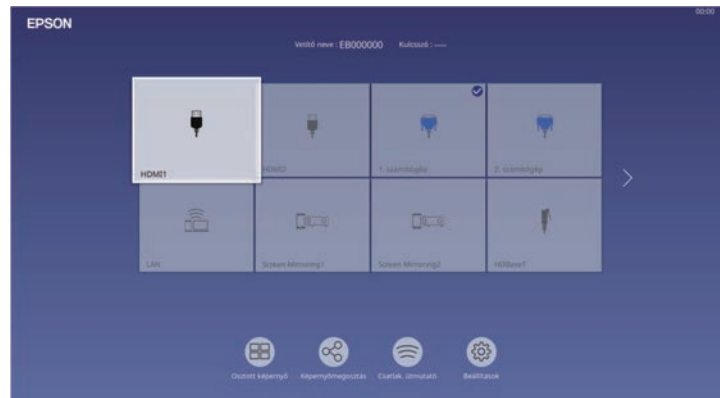 00:00
EPSON
Vetítő neve : EB000000 Kulcsszó : ----
HDMI1
HDMI2
1. számítógép
2. számítógép
LAN
Screen Mirroring1
Screen Mirroring2
HDBaseT
Osztott képernyő
Képernyőmegosztás
Csatlak. útmutató
Beállítások